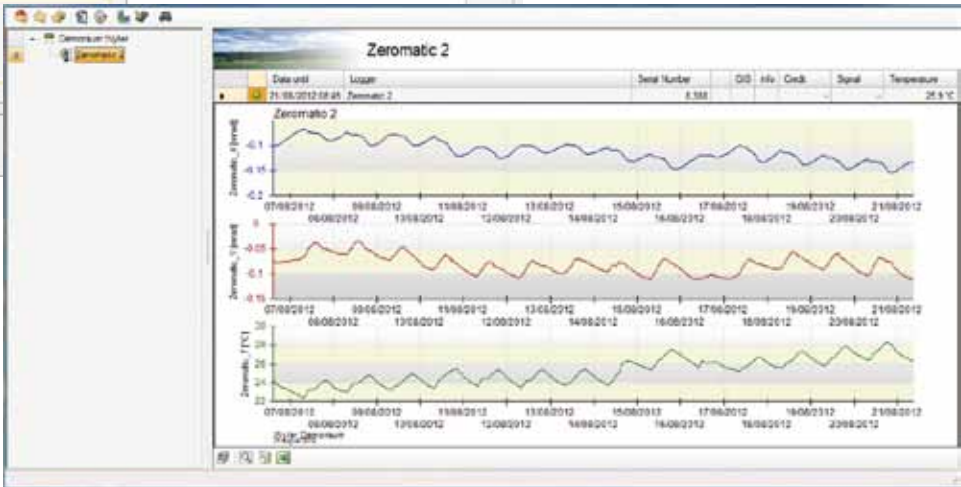 Zeromatic 2
Zeromatic 2
Data until Logger Serial Number GIS Info Credit Signal Temperature
21/08/2012 Zeromatic 2 25.9 °C
Zeromatic 2
Zeromatic_X [mrad]
-0.1
-0.15
-0.2
07/08/2012 09/08/2012 11/08/2012 13/08/2012 15/08/2012 17/08/2012 19/08/2012 21/08/2012
08/08/2012 10/08/2012 12/08/2012 14/08/2012 16/08/2012 18/08/2012 20/08/2012
Zeromatic_Y [mrad]
0
-0.05
-0.1
-0.15
07/08/2012 09/08/2012 11/08/2012 13/08/2012 15/08/2012 17/08/2012 19/08/2012 21/08/2012
08/08/2012 10/08/2012 12/08/2012 14/08/2012 16/08/2012 18/08/2012 20/08/2012
Zeromatic_T [°C]
30
28
26
24
22
07/08/2012 09/08/2012 11/08/2012 13/08/2012 15/08/2012 17/08/2012 19/08/2012 21/08/2012
08/08/2012 10/08/2012 12/08/2012 14/08/2012 16/08/2012 18/08/2012 20/08/2012